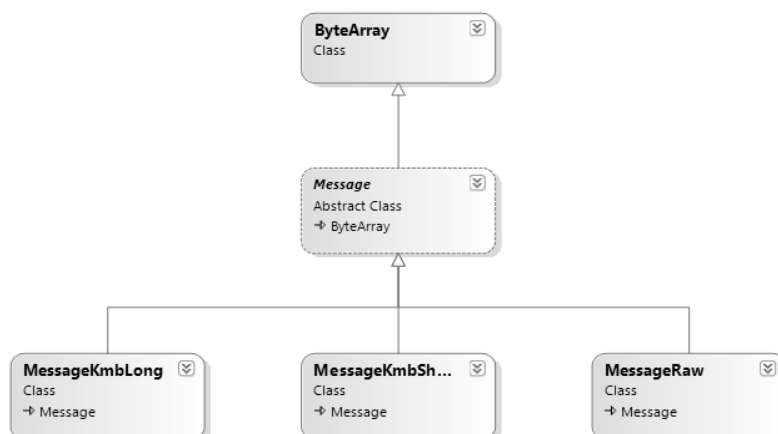 ByteArray
Class
Message
Abstract Class
ByteArray
MessageKmbLong
Class
Message
MessageKmbSh...
Class
Message
MessageRaw
Class
Message